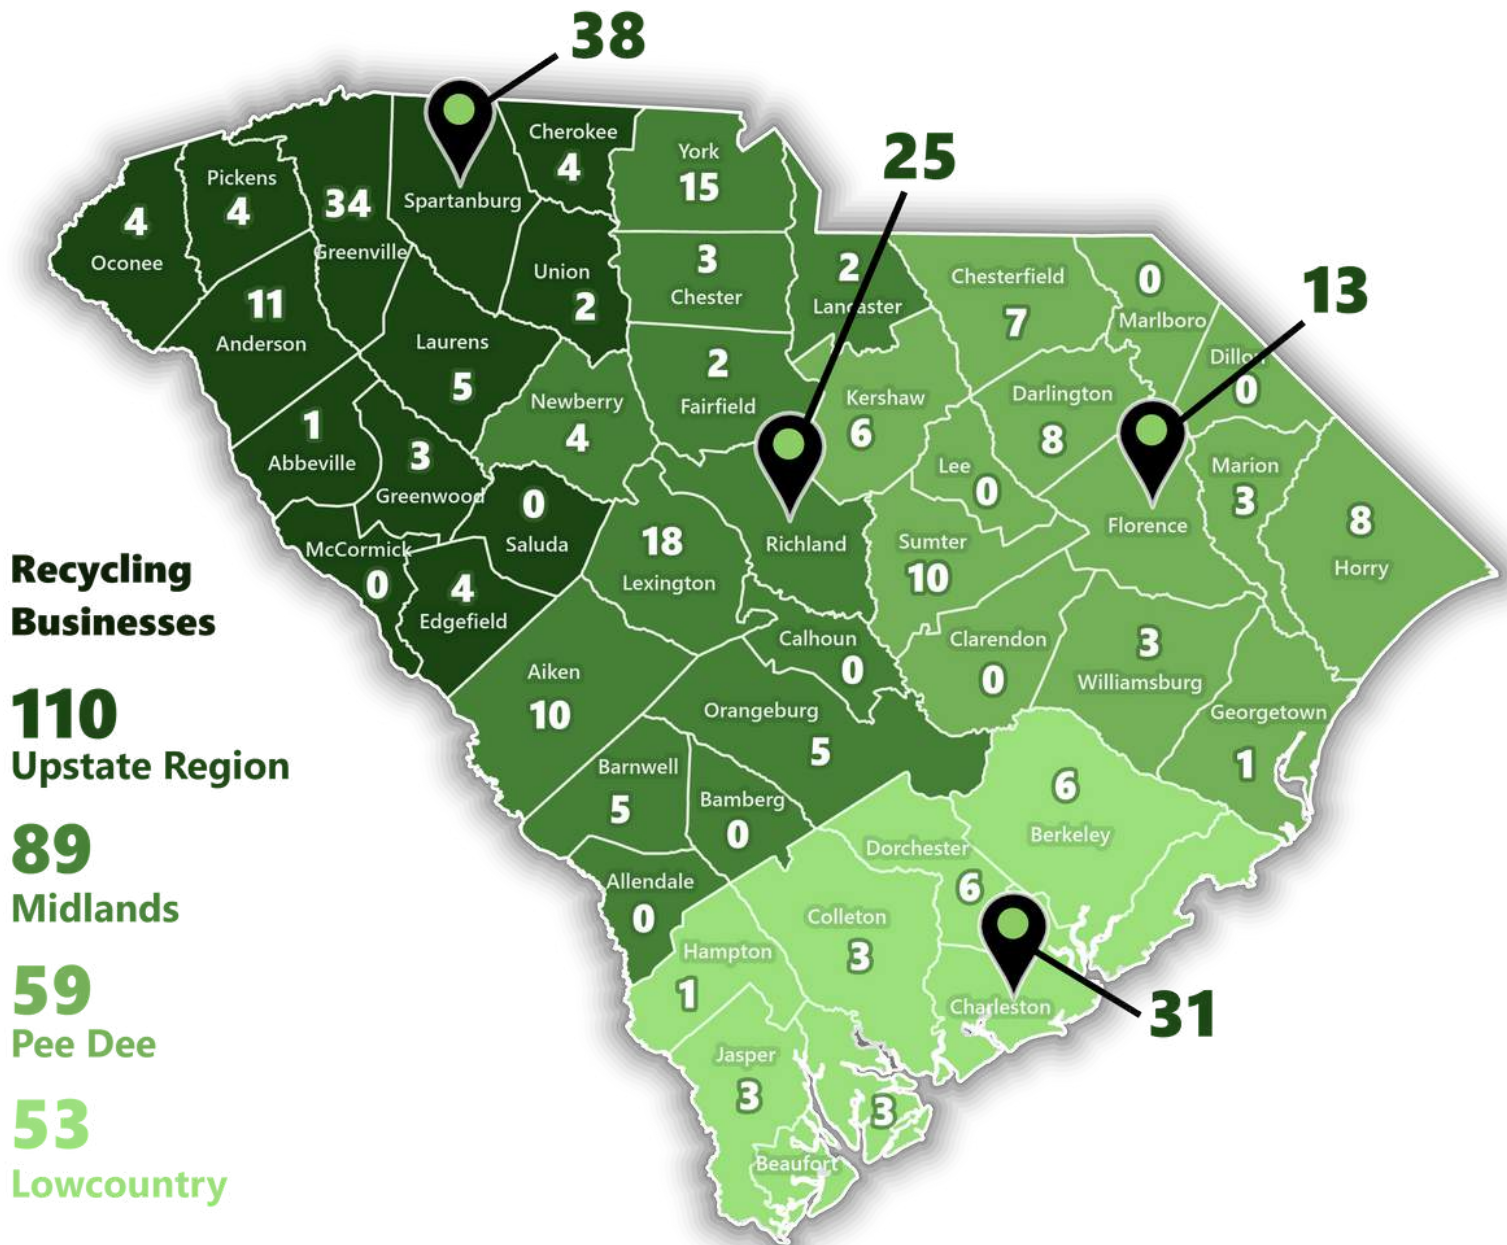 38
Cherokee
4
York
15
25
Pickens
4
34
Greenville
Spartanburg
4
Oconee
Union
2
3
Chester
2
Lancaster
Chesterfield
7
0
Marlboro
13
11
Anderson
Laurens
5
2
Fairfield
Dillon
0
Newberry
4
Kershaw
6
Darlington
8
1
Abbeville
3
Greenwood
0
Saluda
Lee
0
Marion
3
Florence
8
Horry
McCormick
0
4
Edgefield
18
Lexington
Richland
Sumter
10
Recycling
Businesses
110
Upstate Region
89
Midlands
59
Pee Dee
53
Lowcountry
Aiken
10
Calhoun
0
Clarendon
0
3
Williamsburg
Orangeburg
5
Georgetown
1
Barnwell
5
Bamberg
0
6
Berkeley
Dorchester
6
Allendale
0
Colleton
3
Hampton
1
Charleston
31
Jasper
3
3
Beaufort